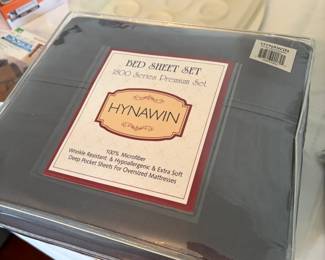 BED SHEET SET
1800 Series Premium Set
HYNAWIN
100% Microfiber
Wrinkle Resistant & Hypoallergenic & Extra Soft
Deep Pocket Sheets For Oversized Mattresses
HYNAWIN